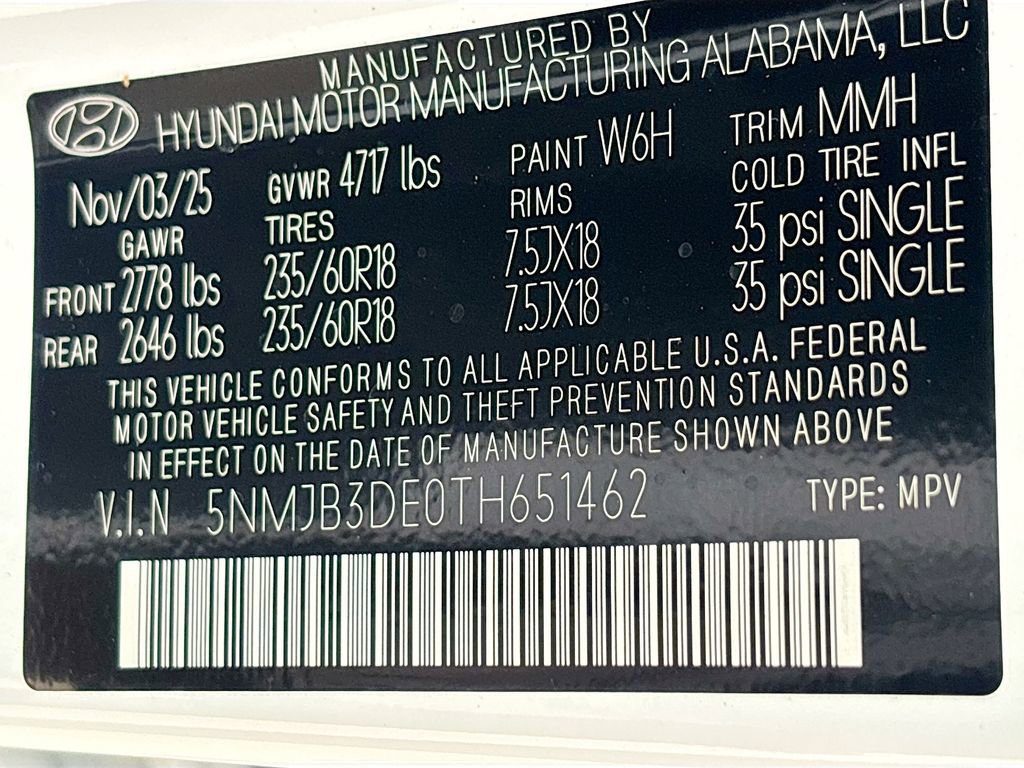 MANUFACTURED BY
HYUNDAI MOTOR MANUFACTURING ALABAMA, LLC
Nov/03/25 GVWR 4717 lbs PAINT W6H TRIM MMH
GAWR TIRES RIMS COLD TIRE INFL
FRONT 2778 lbs 235/60R18 7.5JX18 35 psi SINGLE
REAR 2646 lbs 235/60R18 7.5JX18 35 psi SINGLE
THIS VEHICLE CONFORMS TO ALL APPLICABLE U.S.A. FEDERAL
MOTOR VEHICLE SAFETY AND THEFT PREVENTION STANDARDS
IN EFFECT ON THE DATE OF MANUFACTURE SHOWN ABOVE
V.I.N 5NMJB3DE0TH651462 TYPE: MPV